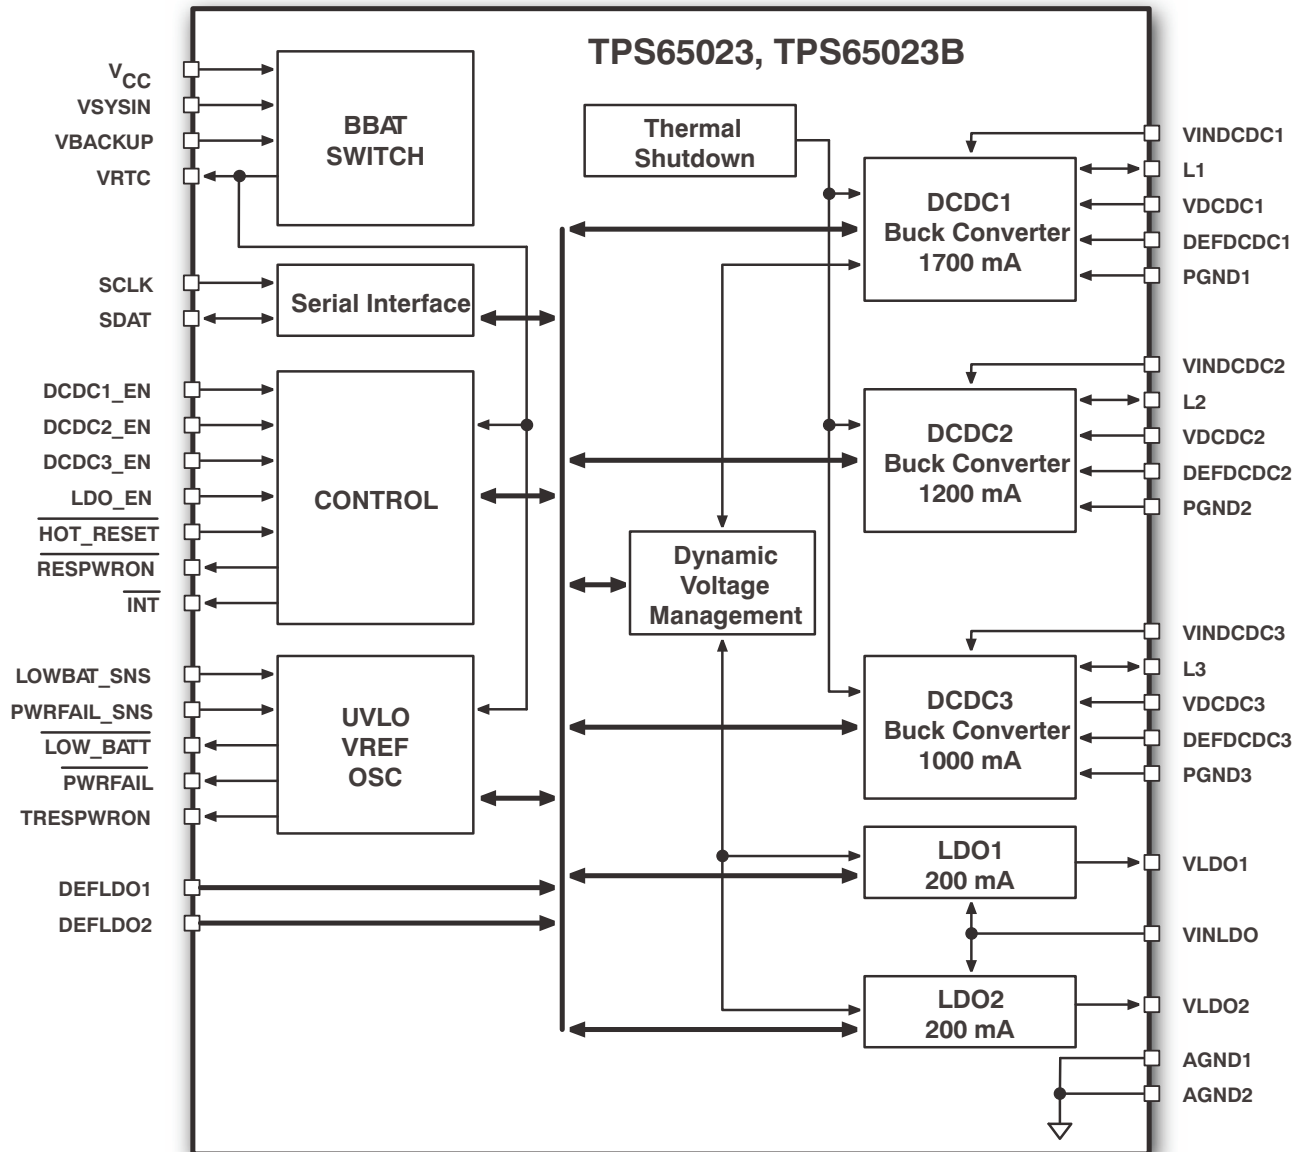 TPS65023, TPS65023B
VCC
VSYSIN
VBACKUP
VRTC
BBAT
SWITCH
SCLK
SDAT
Serial Interface
DCDC1_EN
DCDC2_EN
DCDC3_EN
LDO_EN
HOT_RESET
RESPWRON
INT
CONTROL
LOWBAT_SNS
PWRFAIL_SNS
LOW_BATT
PWRFAIL
TRESPWRON
UVLO
VREF
OSC
DEFLDO1
DEFLDO2
Thermal
Shutdown
Dynamic
Voltage
Management
DCDC1
Buck Converter
1700 mA
VINDCDC1
L1
VDCDC1
DEFDCDC1
PGND1
DCDC2
Buck Converter
1200 mA
VINDCDC2
L2
VDCDC2
DEFDCDC2
PGND2
DCDC3
Buck Converter
1000 mA
VINDCDC3
L3
VDCDC3
DEFDCDC3
PGND3
LDO1
200 mA
VLDO1
VINLDO
LDO2
200 mA
VLDO2
AGND1
AGND2